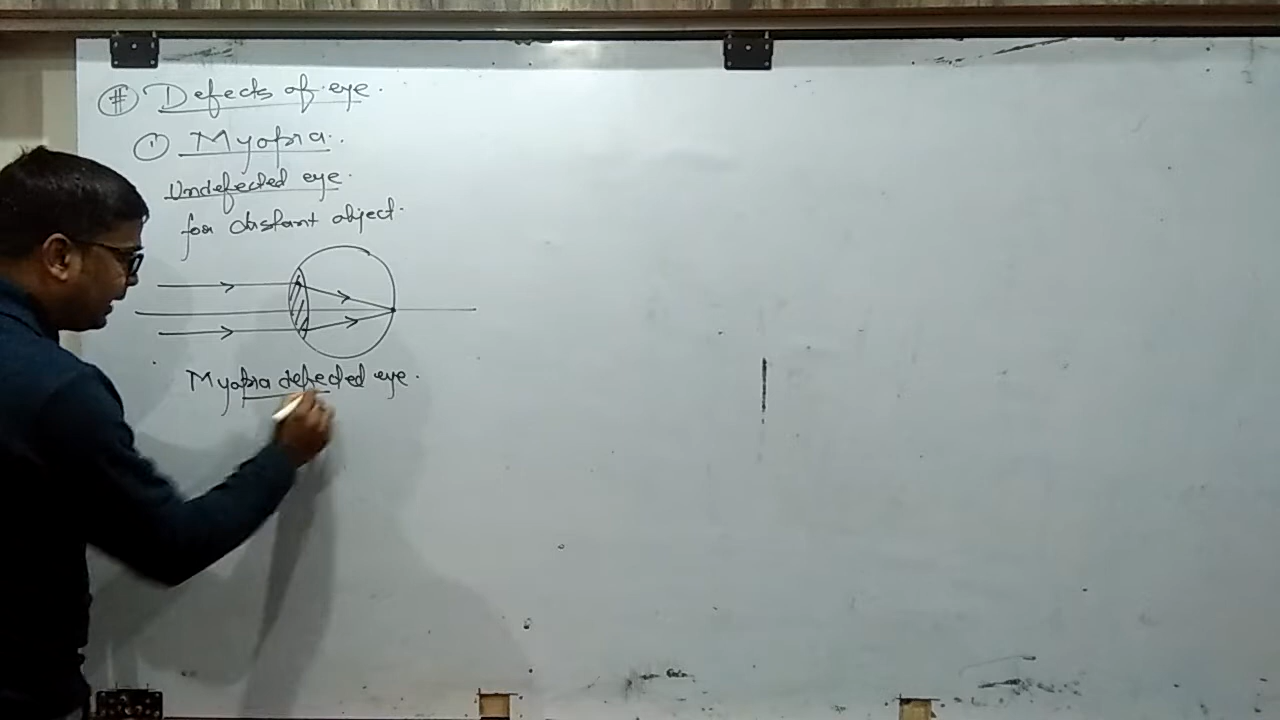 # Defects of eye.
① Myopia.
Undefected eye.
for distant object.
Myopia defected eye.